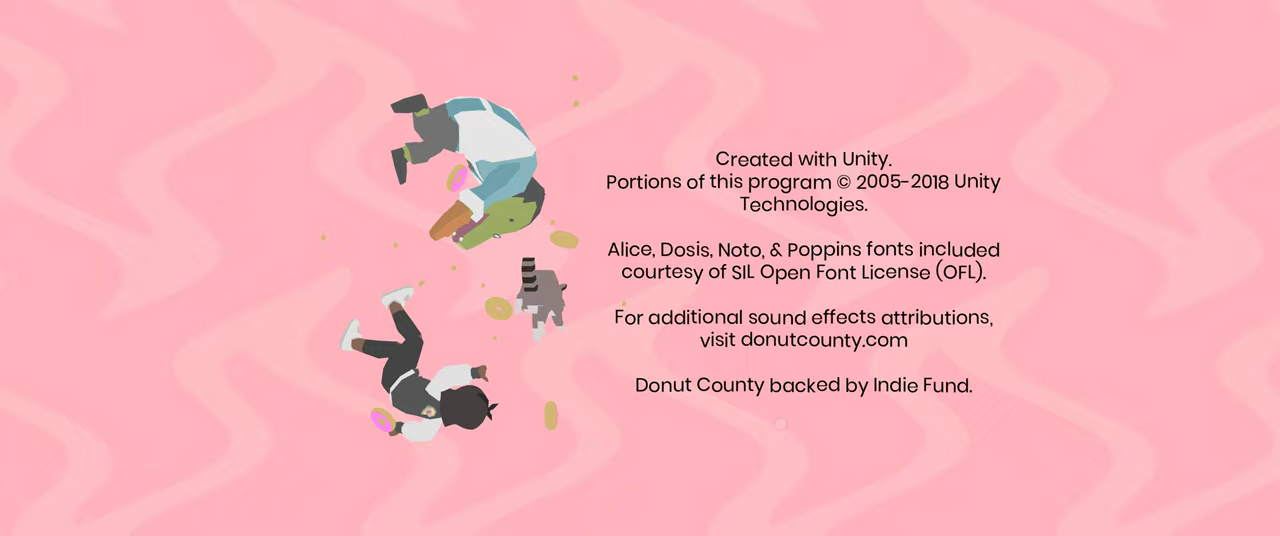 Created with Unity.
Portions of this program © 2005-2018 Unity
Technologies.
Alice, Dosis, Noto, & Poppins fonts included
courtesy of SIL Open Font License (OFL).
For additional sound effects attributions,
visit donutcounty.com
Donut County backed by Indie Fund.